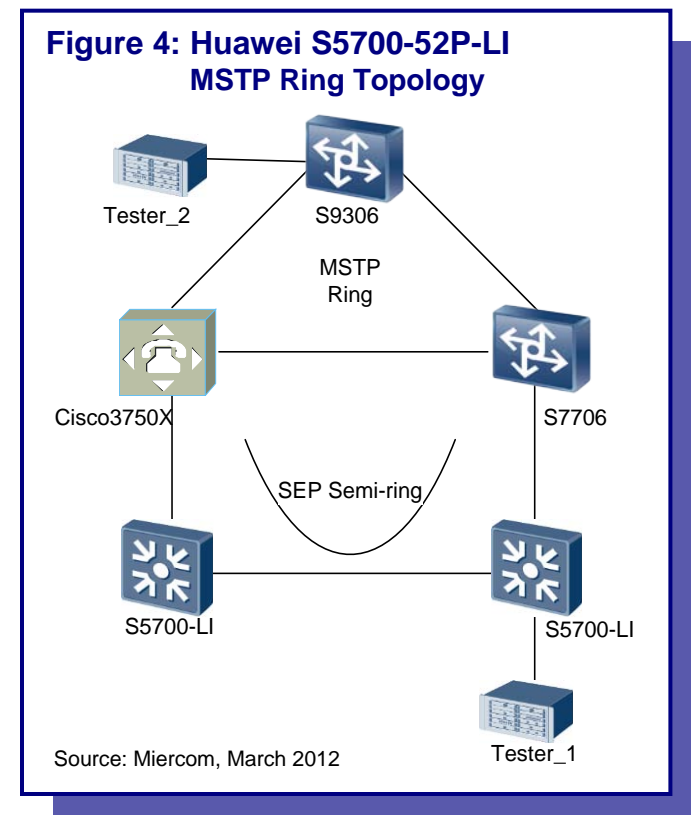 Figure 4: Huawei S5700-52P-LI
MSTP Ring Topology
Tester_2
S9306
MSTP
Ring
Cisco3750X
S7706
SEP Semi-ring
S5700-LI
S5700-LI
Source: Miercom, March 2012
Tester_1